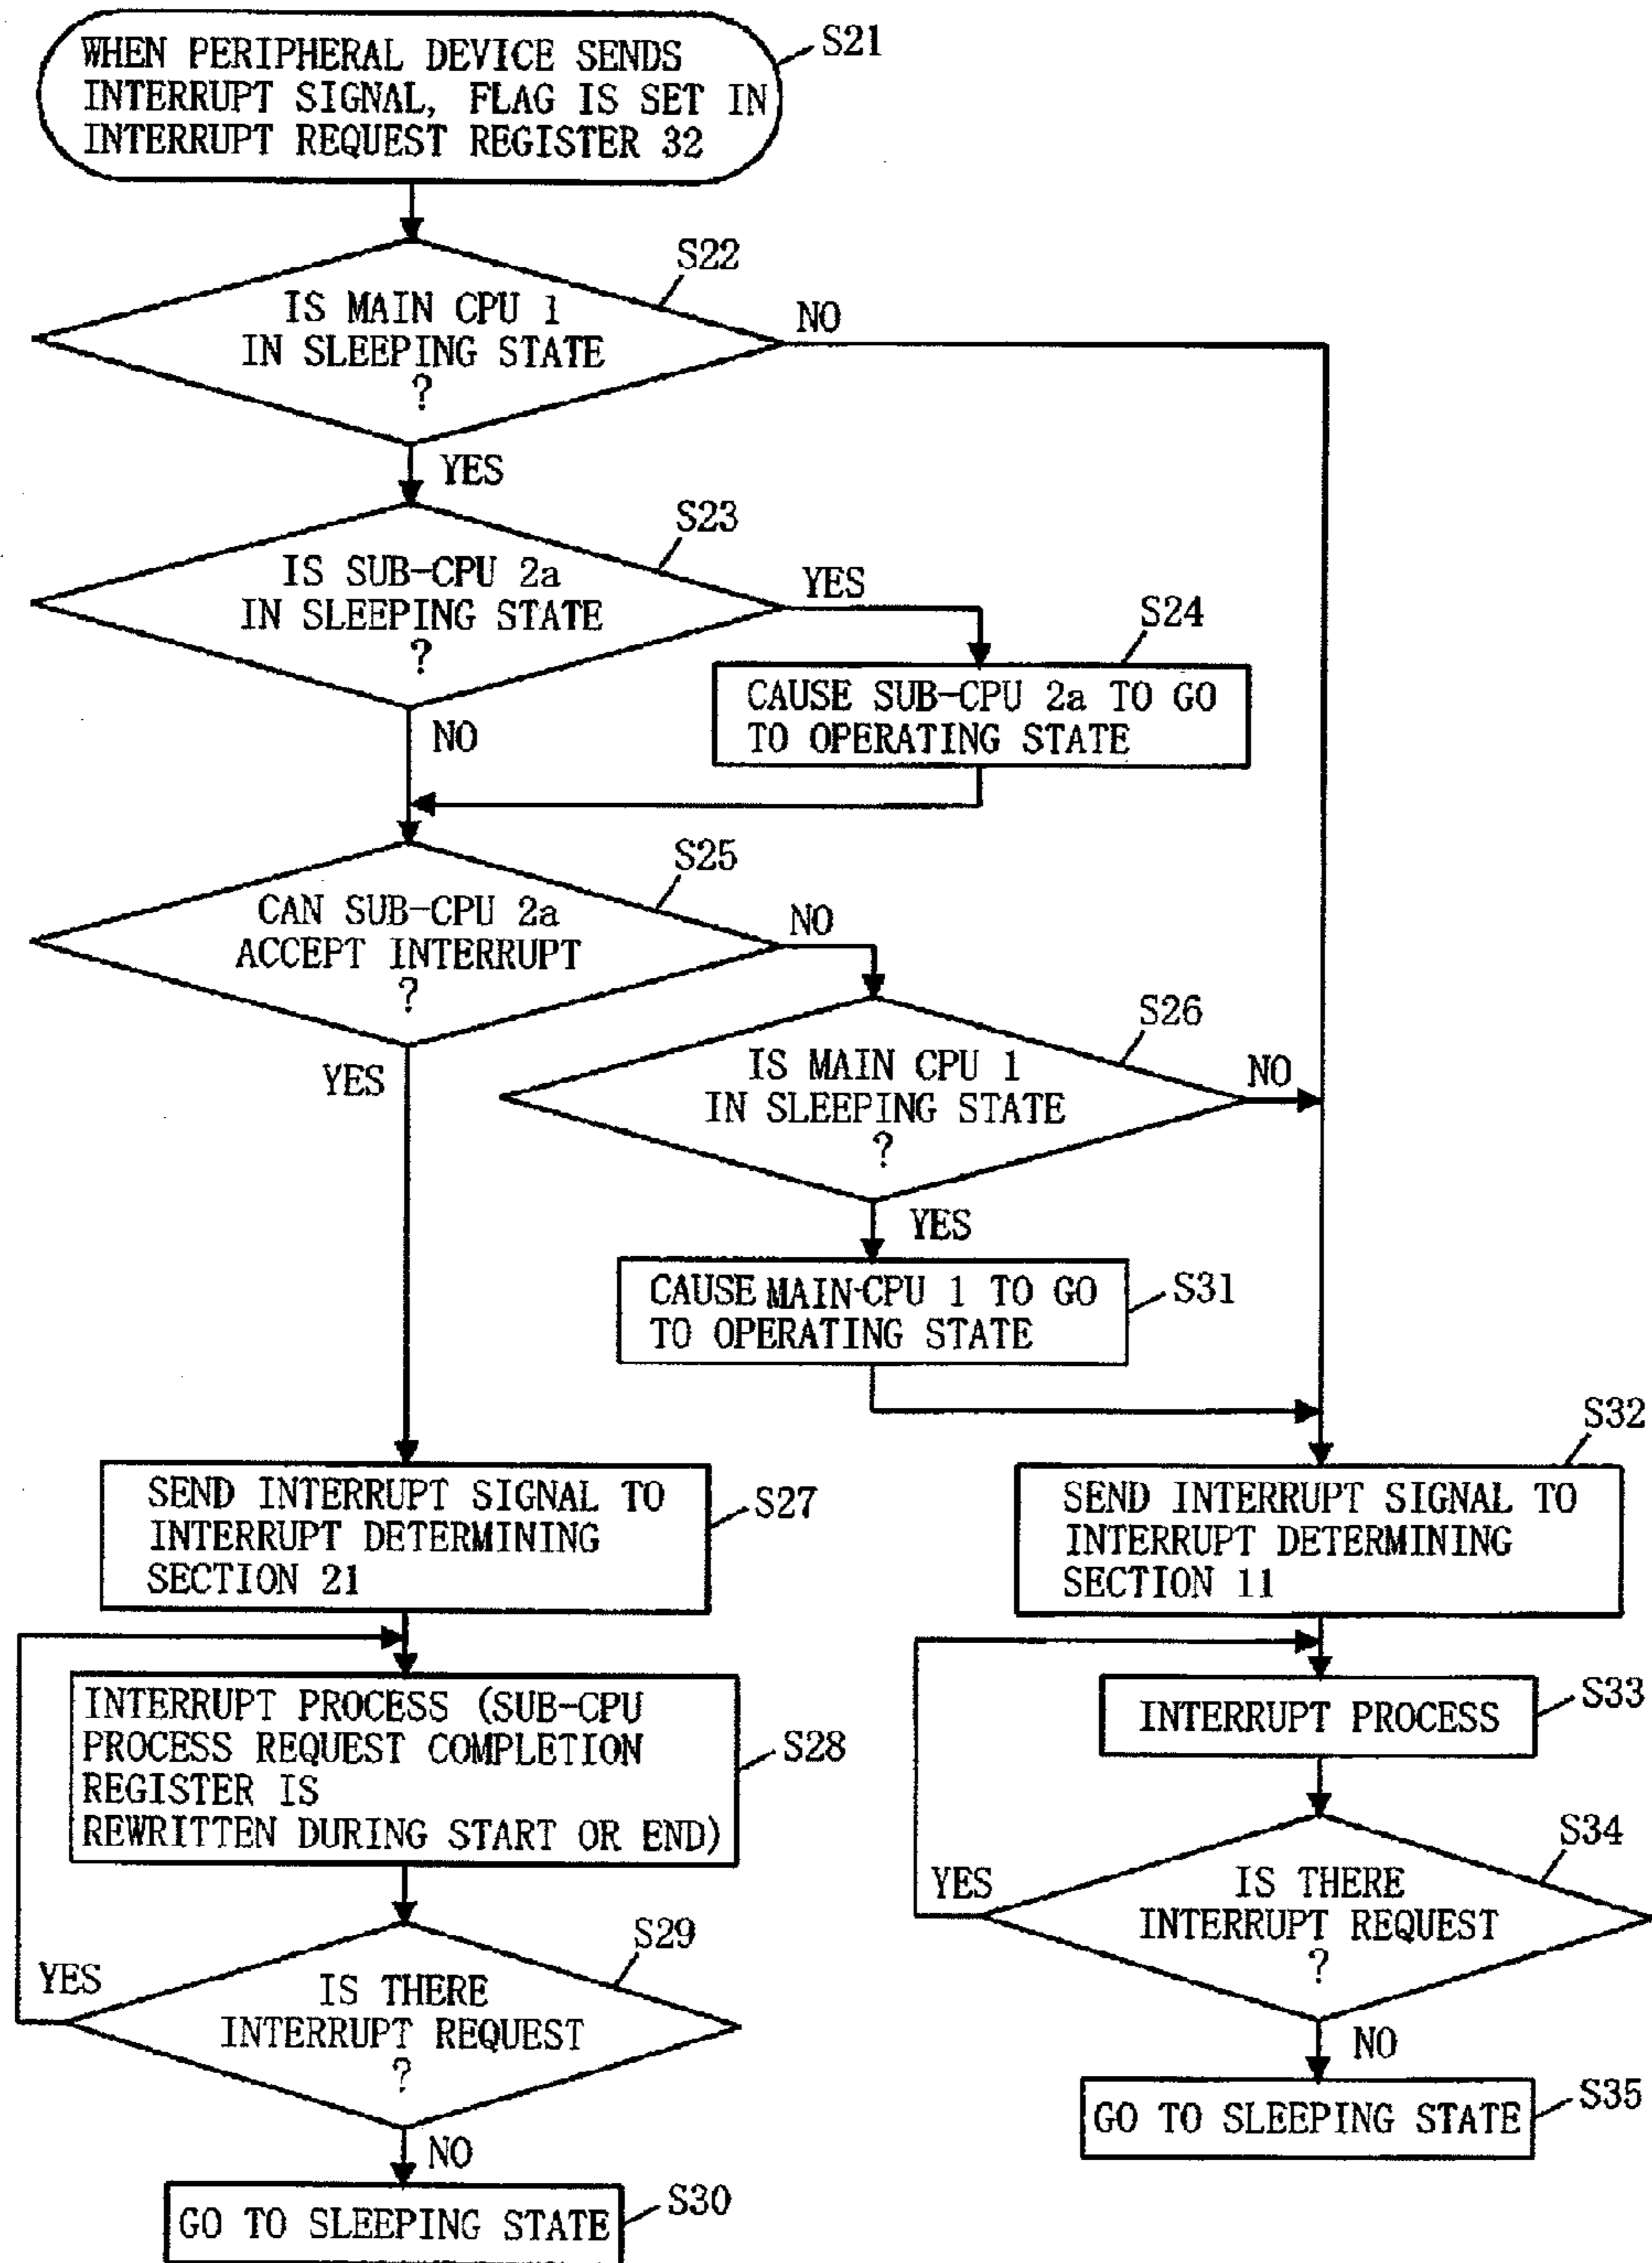 WHEN PERIPHERAL DEVICE SENDS
INTERRUPT SIGNAL, FLAG IS SET IN
INTERRUPT REQUEST REGISTER 32
S21
S22
IS MAIN CPU 1
IN SLEEPING STATE
?
NO
YES
S23
IS SUB-CPU 2a
IN SLEEPING STATE
?
YES
NO
S24
CAUSE SUB-CPU 2a TO GO
TO OPERATING STATE
S25
CAN SUB-CPU 2a
ACCEPT INTERRUPT
?
NO
YES
S26
IS MAIN CPU 1
IN SLEEPING STATE
?
NO
YES
CAUSE MAIN-CPU 1 TO GO
TO OPERATING STATE
S31
SEND INTERRUPT SIGNAL TO
INTERRUPT DETERMINING
SECTION 21
S27
S32
SEND INTERRUPT SIGNAL TO
INTERRUPT DETERMINING
SECTION 11
INTERRUPT PROCESS (SUB-CPU
PROCESS REQUEST COMPLETION
REGISTER IS
REWRITTEN DURING START OR END)
S28
INTERRUPT PROCESS
S33
S29
IS THERE
INTERRUPT REQUEST
?
YES
NO
S34
IS THERE
INTERRUPT REQUEST
?
YES
NO
GO TO SLEEPING STATE
S30
GO TO SLEEPING STATE
S35